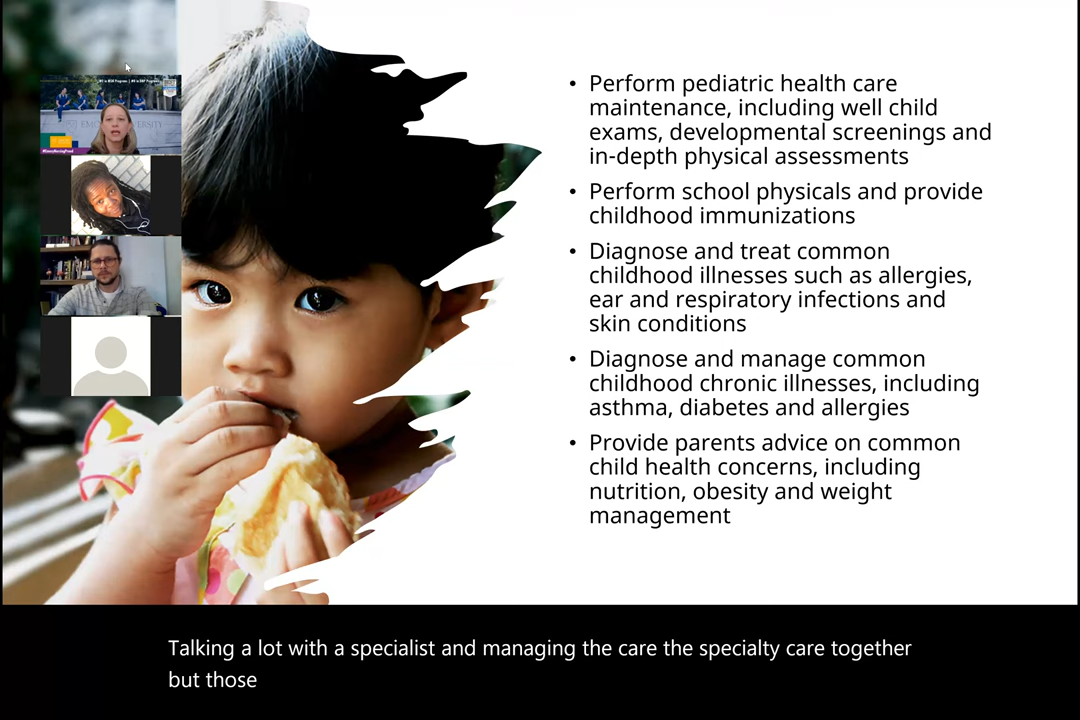 EMORY UNIVERSITY
#EmoryNursingProud
• Perform pediatric health care
maintenance, including well child
exams, developmental screenings and
in-depth physical assessments
• Perform school physicals and provide
childhood immunizations
• Diagnose and treat common
childhood illnesses such as allergies,
ear and respiratory infections and
skin conditions
• Diagnose and manage common
childhood chronic illnesses, including
asthma, diabetes and allergies
• Provide parents advice on common
child health concerns, including
nutrition, obesity and weight
management
Talking a lot with a specialist and managing the care the specialty care together
but those